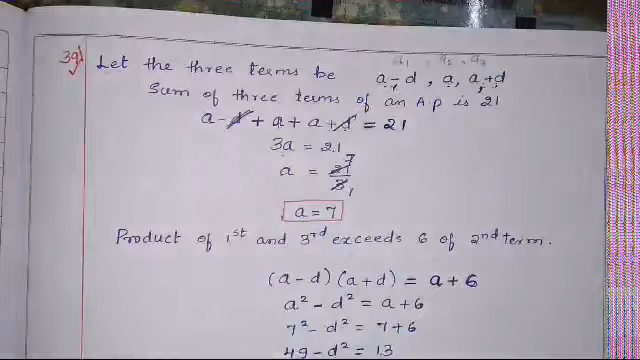 39) Let the three terms be a - d , a, a + d
a1 , a2 , a3
Sum of three terms of an A.p is 21
a - d + a + a + d = 21
3a = 21
a = 21/3 7 1
a = 7
Product of 1st and 3rd exceeds 6 of 2nd term.
(a - d) (a + d) = a + 6
a² - d² = a + 6
7² - d² = 7 + 6
49 - d² = 13